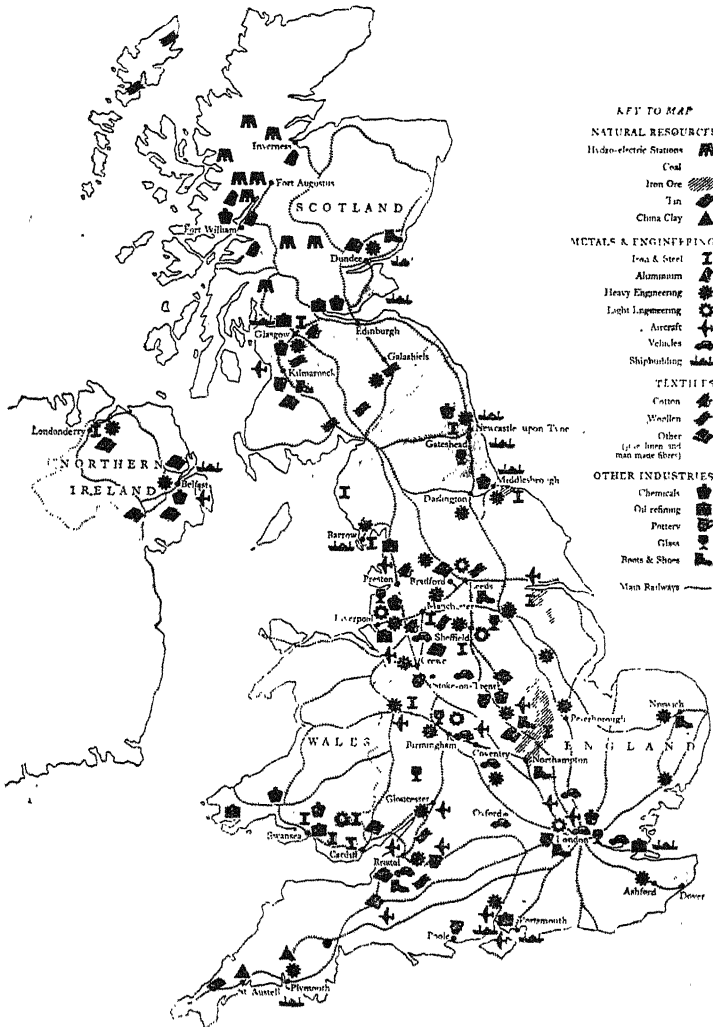 KEY TO MAP
NATURAL RESOURCES
Hydro-electric Stations
Coal
Iron Ore
Tin
China Clay
METALS & ENGINEERING
Iron & Steel
Aluminium
Heavy Engineering
Light Engineering
Aircraft
Vehicles
Shipbuilding
TEXTILES
Cotton
Woollen
Other
man made fibres)
OTHER INDUSTRIES
Chemicals
Oil refining
Pottery
Glass
Boots & Shoes
Main Railways
Inverness
Fort Augustus
SCOTLAND
Fort William
Dundee
Edinburgh
Glasgow
Galashiels
Kilmarnock
Londonderry
NORTHERN
IRELAND
Belfast
Newcastle upon Tyne
Gateshead
Middlesbrough
Darlington
Barrow
Preston
Bradford
Leeds
Manchester
Liverpool
Sheffield
Crewe
Stoke-on-Trent
Peterborough
Norwich
WALES
Birmingham
Coventry
ENGLAND
Northampton
Gloucester
Oxford
Swansea
Cardiff
London
Bristol
Ashford
Dover
Portsmouth
Poole
St Austell
Plymouth